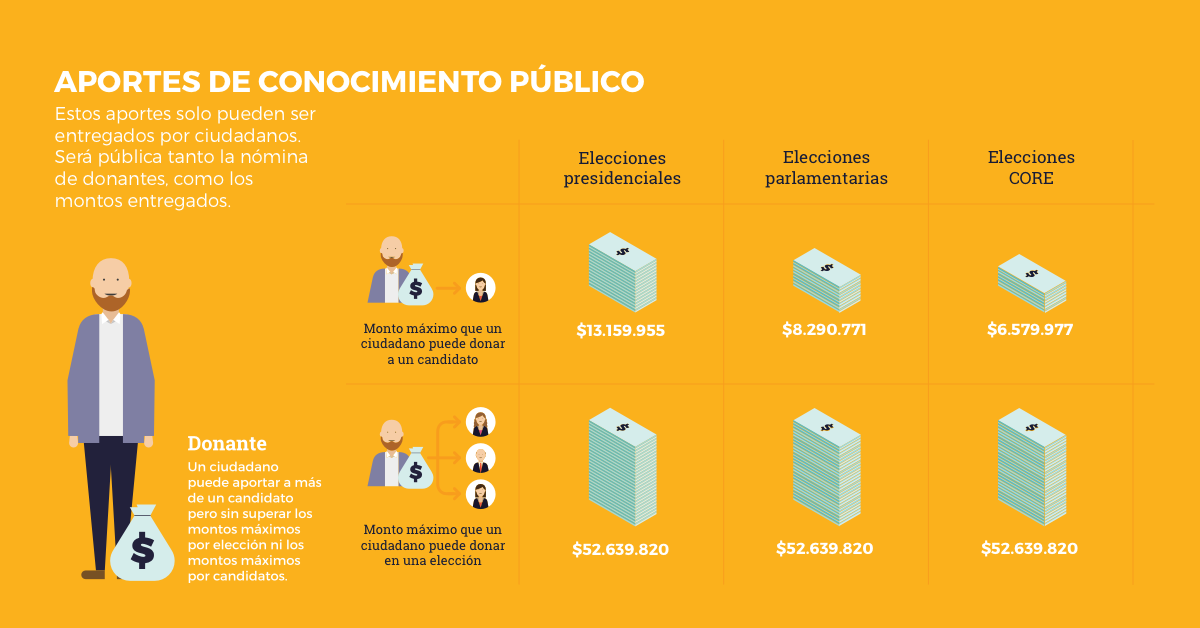 APORTES DE CONOCIMIENTO PÚBLICO
Estos aportes solo pueden ser
entregados por ciudadanos.
Será pública tanto la nómina
de donantes, como los
montos entregados.
Elecciones
presidenciales
Elecciones
parlamentarias
Elecciones
CORE
$
$
$
$
Monto máximo que un
ciudadano puede donar
a un candidato
$13.159.955
$8.290.771
$6.579.977
$
$
$
$
Monto máximo que un
ciudadano puede donar
en una elección
$52.639.820
$52.639.820
$52.639.820
$
Donante
Un ciudadano
puede aportar a más
de un candidato
pero sin superar los
montos máximos
por elección ni los
montos máximos
por candidatos.